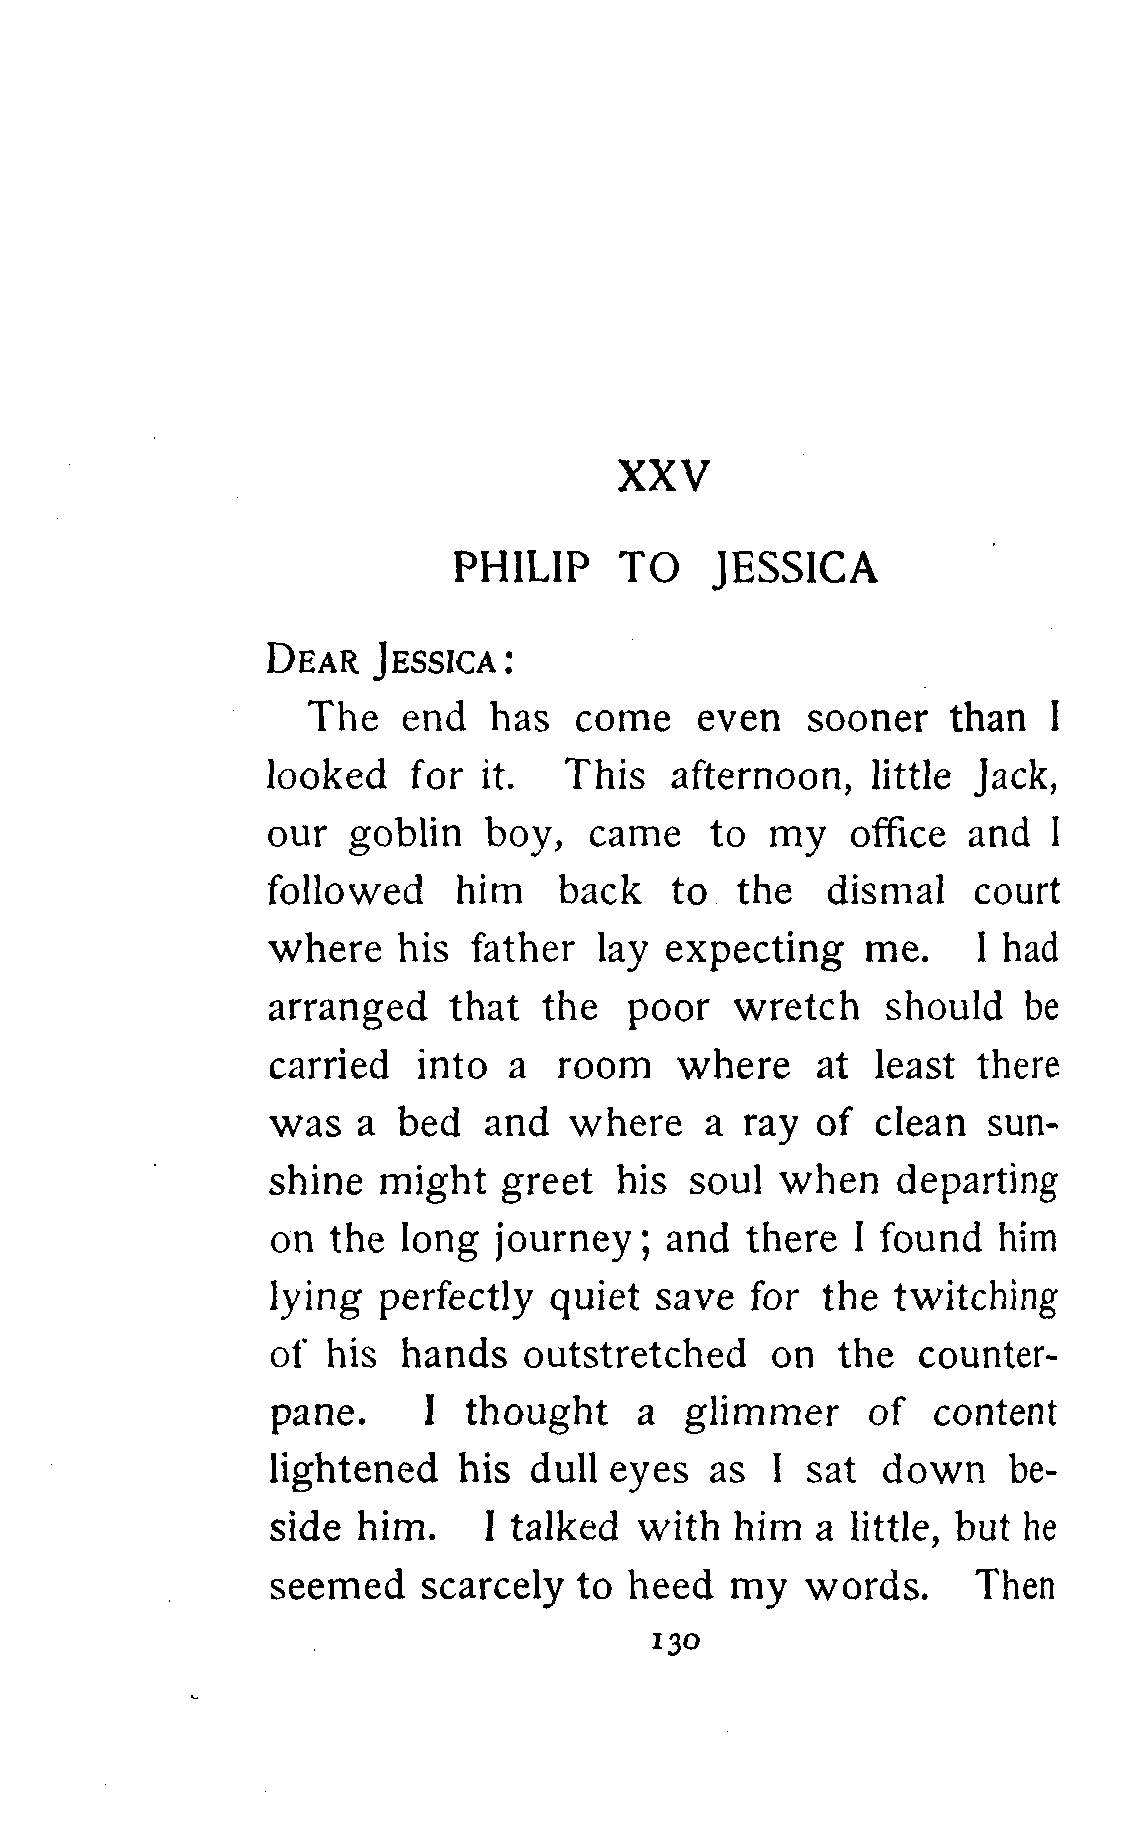 XXV
PHILIP TO JESSICA
DEAR JESSICA:
The end has come even sooner than I
looked for it. This afternoon, little Jack,
our goblin boy, came to my office and I
followed him back to the dismal court
where his father lay expecting me. I had
arranged that the poor wretch should be
carried into a room where at least there
was a bed and where a ray of clean sun-
shine might greet his soul when departing
on the long journey; and there I found him
lying perfectly quiet save for the twitching
of his hands outstretched on the counter-
pane. I thought a glimmer of content
lightened his dull eyes as I sat down be-
side him. I talked with him a little, but he
seemed scarcely to heed my words. Then
130